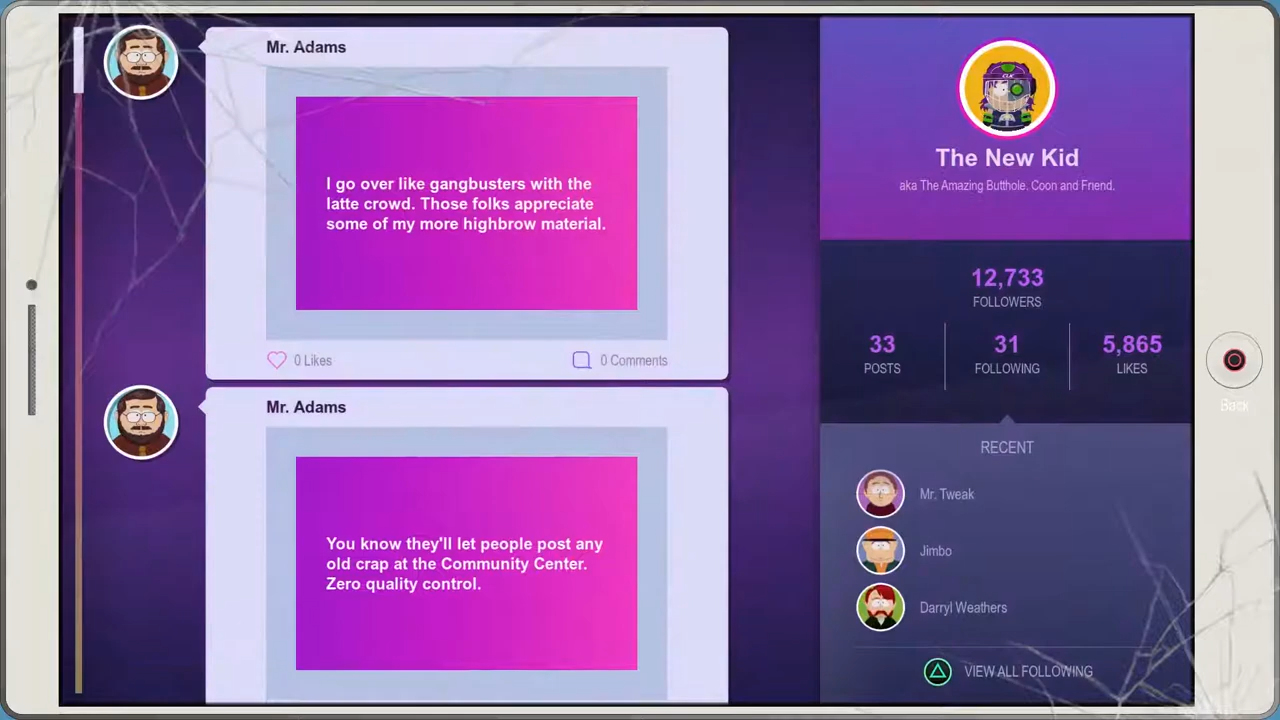 Mr. Adams
I go over like gangbusters with the
latte crowd. Those folks appreciate
some of my more highbrow material.
0 Likes
0 Comments
Mr. Adams
You know they'll let people post any
old crap at the Community Center.
Zero quality control.
The New Kid
aka The Amazing Butthole. Coon and Friend.
12,733
FOLLOWERS
33
POSTS
31
FOLLOWING
5,865
LIKES
RECENT
Mr. Tweak
Jimbo
Darryl Weathers
VIEW ALL FOLLOWING
Back